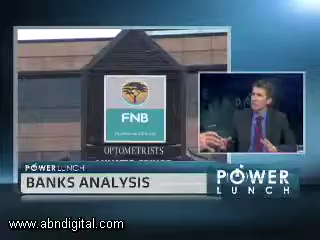 FNB
OPTOMETRISTS
POWER LUNCH
BANKS ANALYSIS
POWER
LUNCH
www.abndigital.com